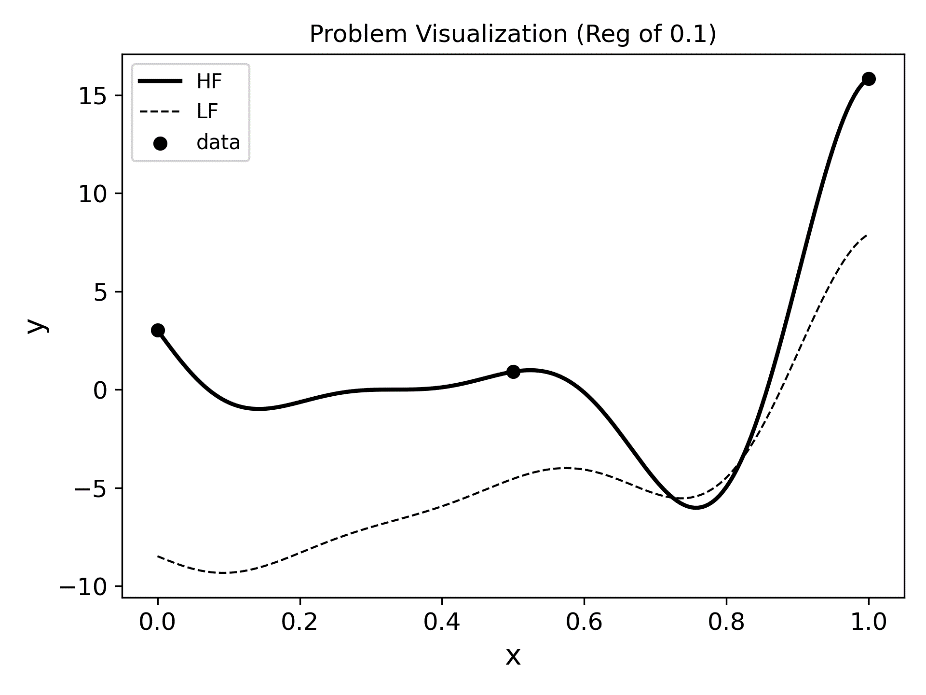 Problem Visualization (Reg of 0.1)
HF
LF
data
15
10
5
0
−5
−10
y
0.0 0.2 0.4 0.6 0.8 1.0
x